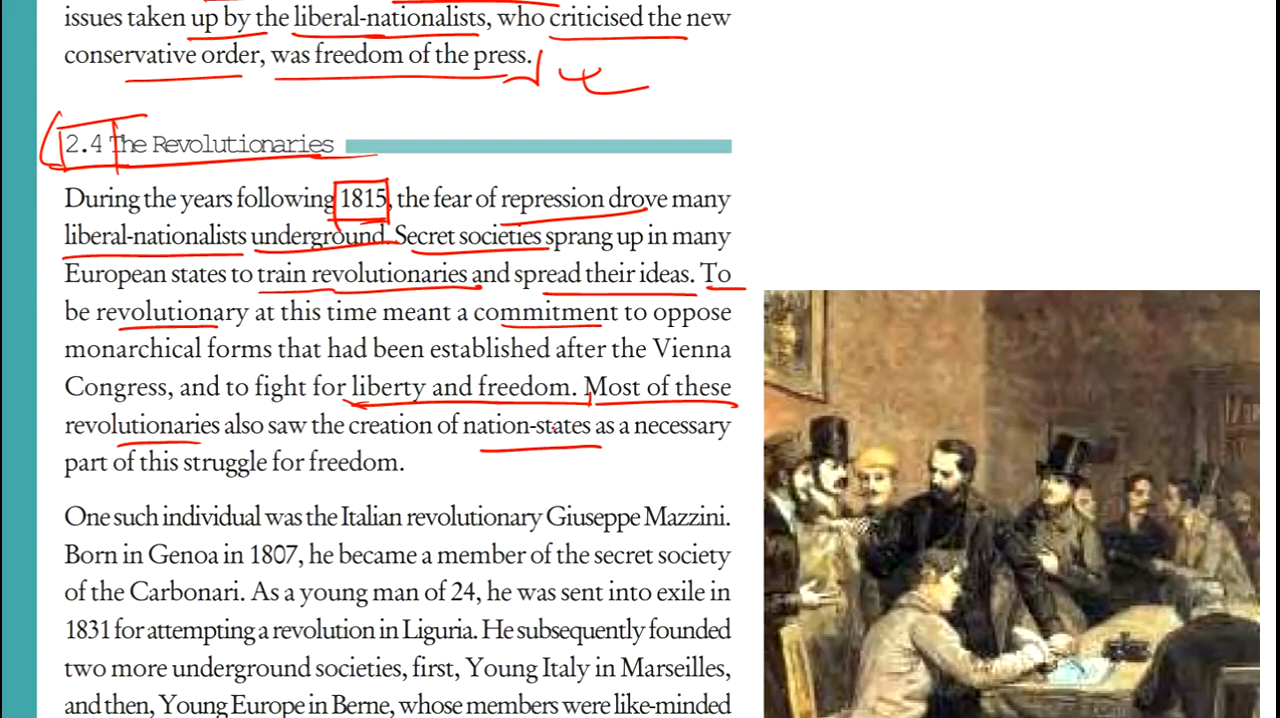 issues taken up by the liberal-nationalists, who criticised the new
conservative order, was freedom of the press.
2.4 The Revolutionaries
During the years following 1815, the fear of repression drove many
liberal-nationalists underground. Secret societies sprang up in many
European states to train revolutionaries and spread their ideas. To
be revolutionary at this time meant a commitment to oppose
monarchical forms that had been established after the Vienna
Congress, and to fight for liberty and freedom. Most of these
revolutionaries also saw the creation of nation-states as a necessary
part of this struggle for freedom.
One such individual was the Italian revolutionary Giuseppe Mazzini.
Born in Genoa in 1807, he became a member of the secret society
of the Carbonari. As a young man of 24, he was sent into exile in
1831 for attempting a revolution in Liguria. He subsequently founded
two more underground societies, first, Young Italy in Marseilles,
and then, Young Europe in Berne, whose members were like-minded